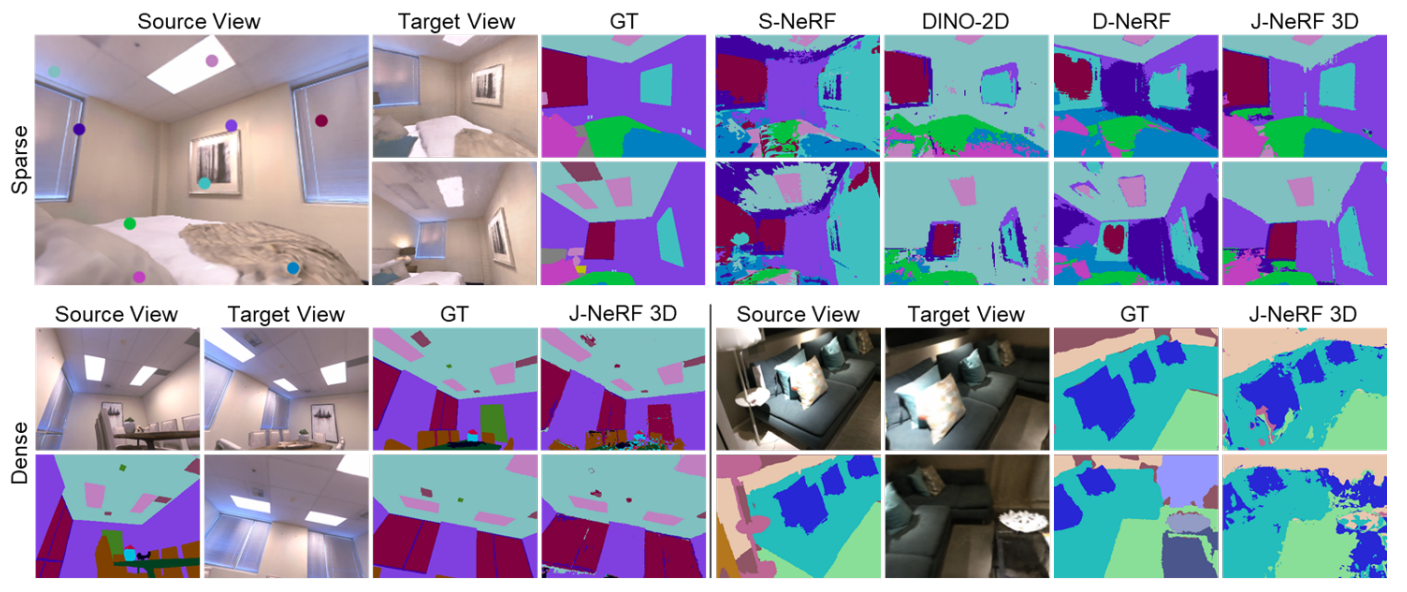 Source View Target View GT S-NeRF DINO-2D D-NeRF J-NeRF 3D
Sparse
Source View Target View GT J-NeRF 3D Source View Target View GT J-NeRF 3D
Dense